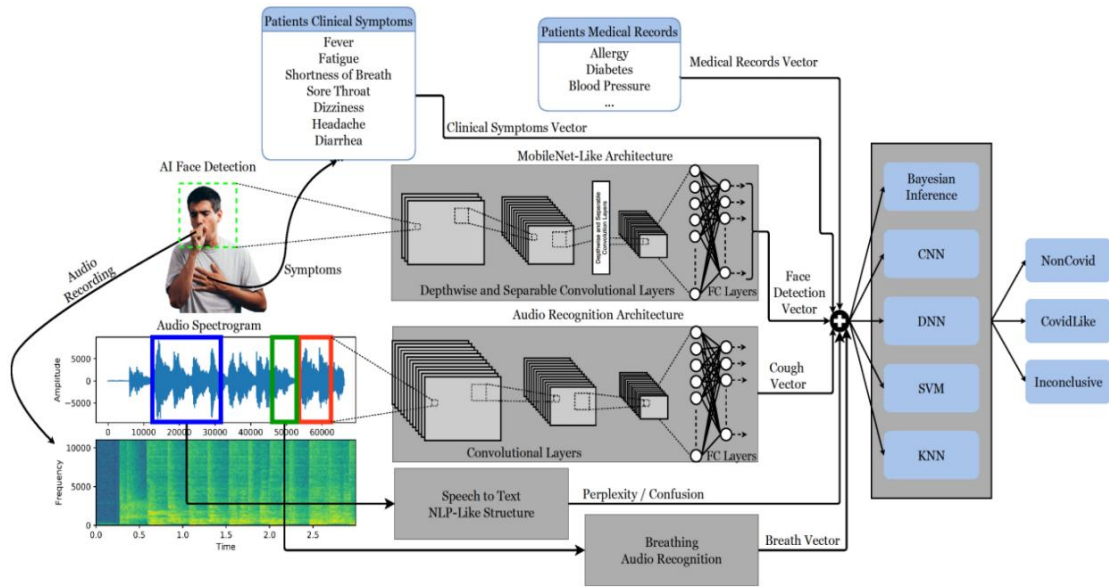 Patients Clinical Symptoms
Fever
Fatigue
Shortness of Breath
Sore Throat
Dizziness
Headache
Diarrhea
Patients Medical Records
Allergy
Diabetes
Blood Pressure
...
Medical Records Vector
Clinical Symptoms Vector
AI Face Detection
Symptoms
Audio
Recording
MobileNet-Like Architecture
Depthwise and Separable
Convolution Layers
Depthwise and Separable Convolutional Layers
FC Layers
Face
Detection
Vector
Audio Spectrogram
Amplitude
5000
0
−5000
0
10000
20000
30000
40000
50000
60000
Audio Recognition Architecture
Convolutional Layers
FC Layers
Cough
Vector
Frequency
10000
5000
0
0.0
0.5
1.0
1.5
2.0
2.5
Time
Speech to Text
NLP-Like Structure
Perplexity / Confusion
Breathing
Audio Recognition
Breath Vector
Bayesian
Inference
CNN
DNN
SVM
KNN
NonCovid
CovidLike
Inconclusive